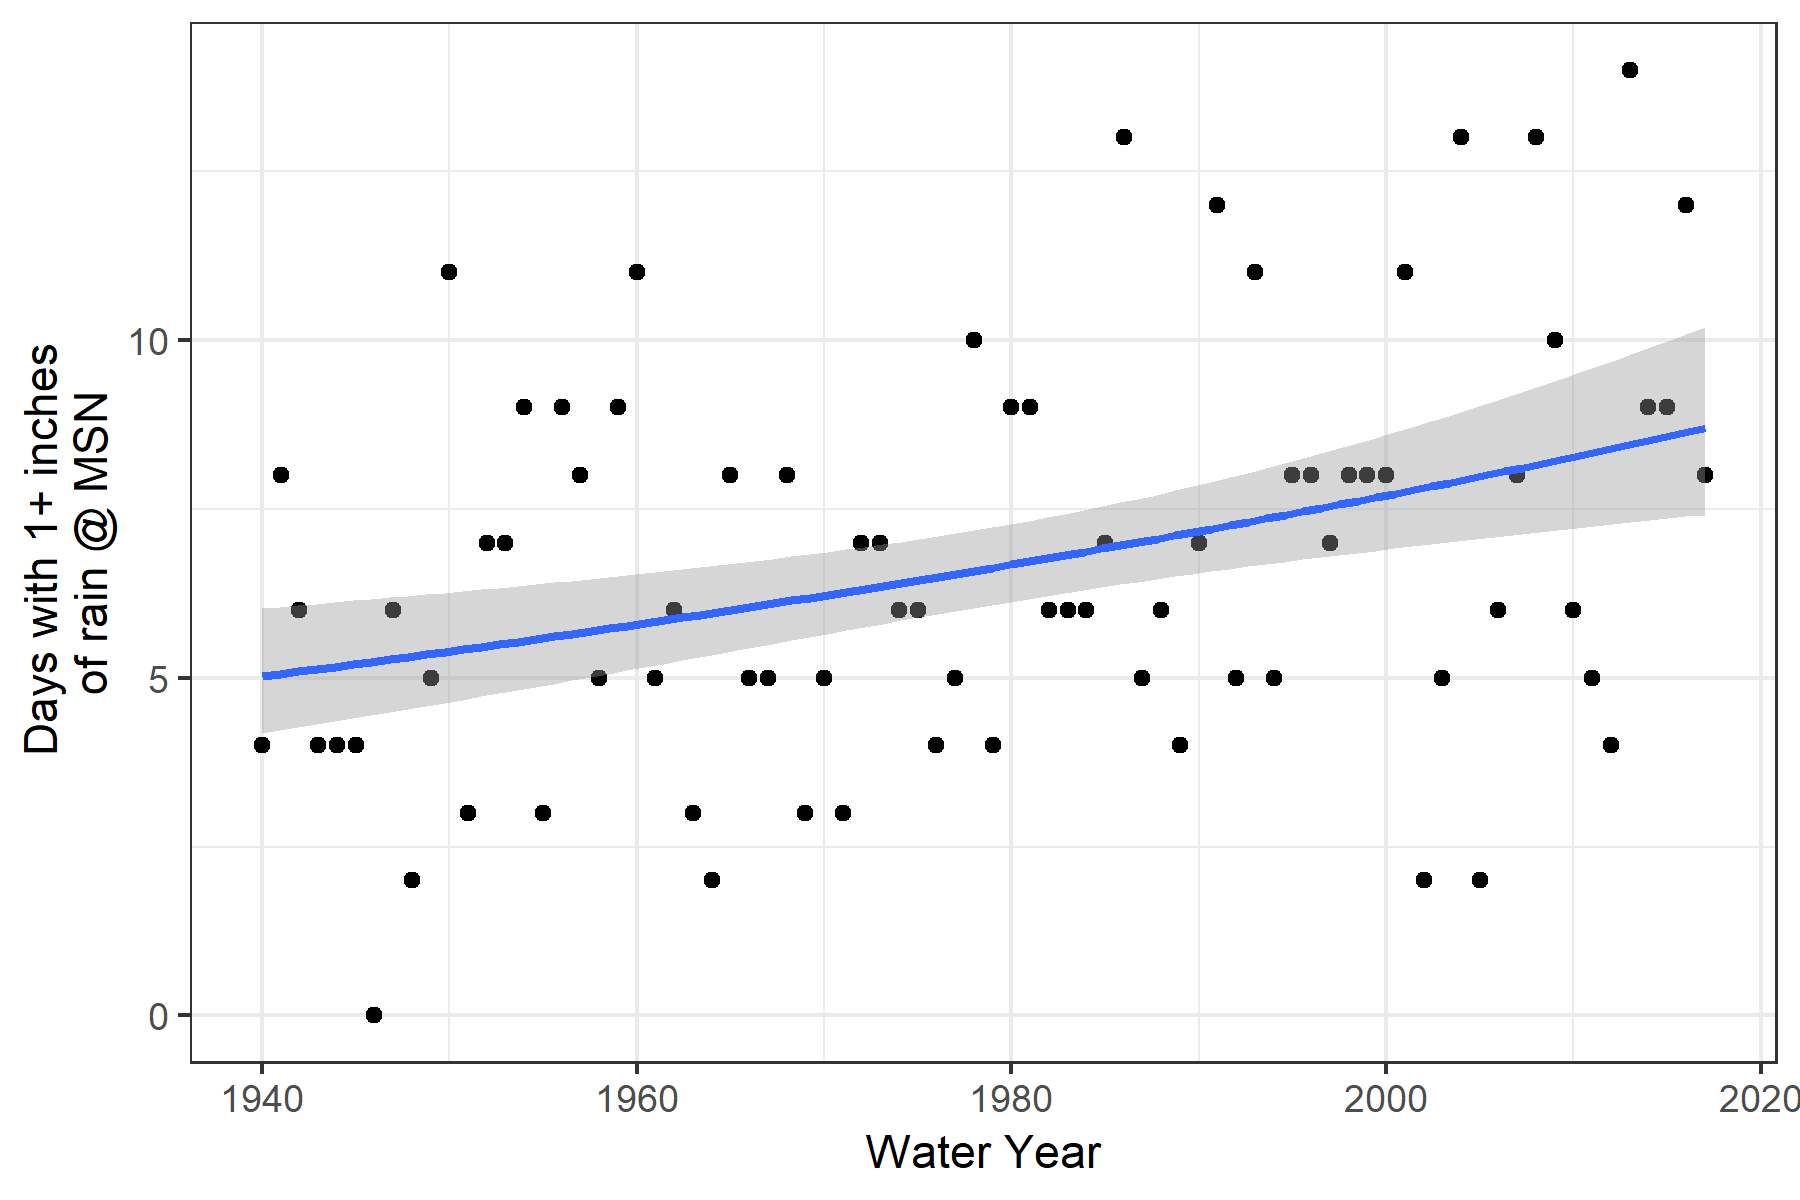 Days with 1+ inches
of rain @ MSN
10
5
0
1940 1960 1980 2000 2020
Water Year